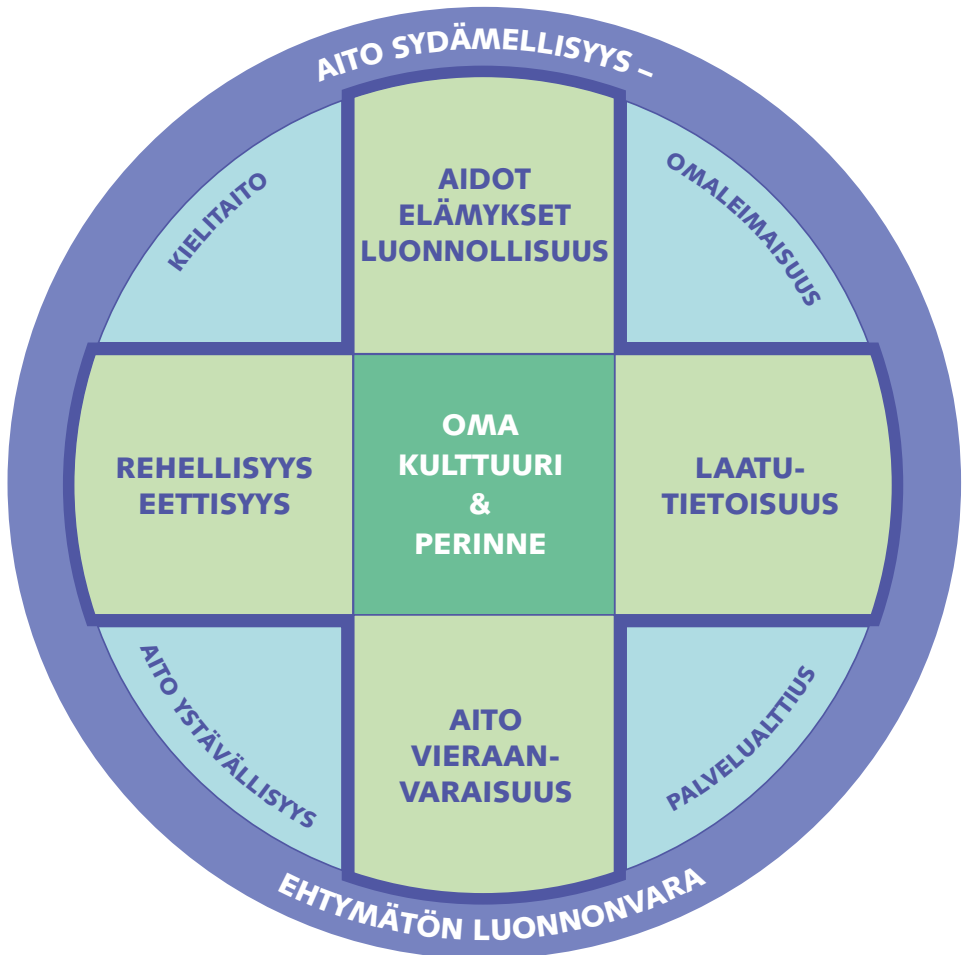 AITO SYDÄMELLISYYS –
KIELITAITO
AIDOT
ELÄMYKSET
LUONNOLLISUUS
OMALEIMAISUUS
REHELLISYYS
EETTISYYS
OMA
KULTTUURI
&
PERINNE
LAATU-
TIETOISUUS
AITO YSTÄVÄLLISYYS
AITO
VIERAAN-
VARAISUUS
PALVELUALTTIUS
EHTYMÄTÖN LUONNONVARA